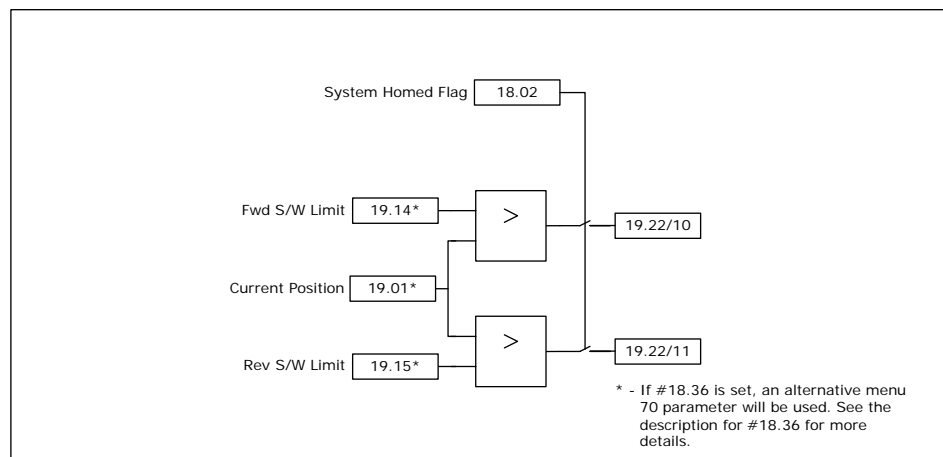 System Homed Flag 18.02
Fwd S/W Limit 19.14*
>
19.22/10
Current Position 19.01*
>
19.22/11
Rev S/W Limit 19.15*
* - If #18.36 is set, an alternative menu
70 parameter will be used. See the
description for #18.36 for more
details.